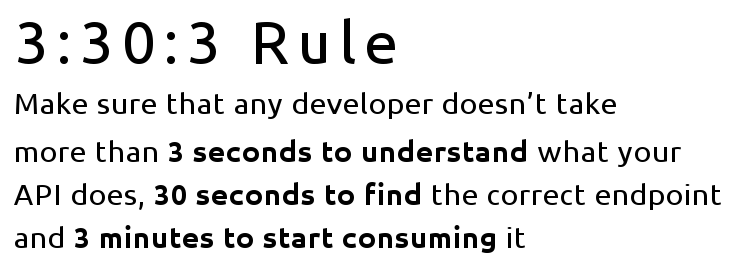 3:30:3 Rule
Make sure that any developer doesn’t take
more than 3 seconds to understand what your
API does, 30 seconds to find the correct endpoint
and 3 minutes to start consuming it